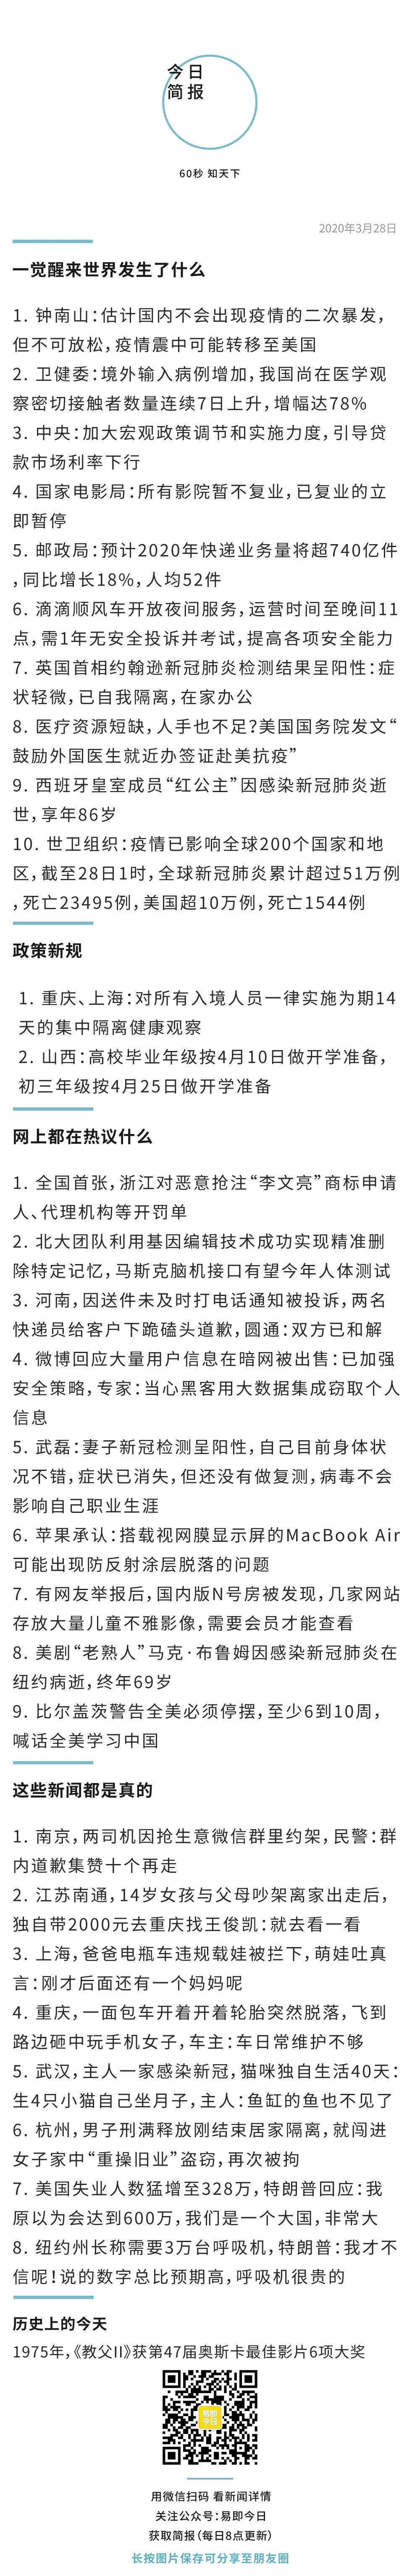 今日
简报
60秒 知天下
2020年3月28日
一觉醒来世界发生了什么
1. 钟南山：估计国内不会出现疫情的二次暴发，
但不可放松，疫情震中可能转移至美国
2. 卫健委：境外输入病例增加，我国尚在医学观
察密切接触者数量连续7日上升，增幅达78%
3. 中央：加大宏观政策调节和实施力度，引导贷
款市场利率下行
4. 国家电影局：所有影院暂不复业，已复业的立
即暂停
5. 邮政局：预计2020年快递业务量将超740亿件
，同比增长18%，人均52件
6. 滴滴顺风车开放夜间服务，运营时间至晚间11
点，需1年无安全投诉并考试，提高各项安全能力
7. 英国首相约翰逊新冠肺炎检测结果呈阳性：症
状轻微，已自我隔离，在家办公
8. 医疗资源短缺，人手也不足？美国国务院发文“
鼓励外国医生就近办签证赴美抗疫”
9. 西班牙皇室成员“红公主”因感染新冠肺炎逝
世，享年86岁
10. 世卫组织：疫情已影响全球200个国家和地
区，截至28日1时，全球新冠肺炎累计超过51万例
，死亡23495例，美国超10万例，死亡1544例
政策新规
1. 重庆、上海：对所有入境人员一律实施为期14
天的集中隔离健康观察
2. 山西：高校毕业年级按4月10日做开学准备，
初三年级按4月25日做开学准备
网上都在热议什么
1. 全国首张，浙江对恶意抢注“李文亮”商标申请
人、代理机构等开罚单
2. 北大团队利用基因编辑技术成功实现精准删
除特定记忆，马斯克脑机接口有望今年人体测试
3. 河南，因送件未及时打电话通知被投诉，两名
快递员给客户下跪磕头道歉，圆通：双方已和解
4. 微博回应大量用户信息在暗网被出售：已加强
安全策略，专家：当心黑客用大数据集成窃取个人
信息
5. 武磊：妻子新冠检测呈阳性，自己目前身体状
况不错，症状已消失，但还没有做复测，病毒不会
影响自己职业生涯
6. 苹果承认：搭载视网膜显示屏的MacBook Air
可能出现防反射涂层脱落的问题
7. 有网友举报后，国内版N号房被发现，几家网站
存放大量儿童不雅影像，需要会员才能查看
8. 美剧“老熟人”马克·布鲁姆因感染新冠肺炎在
纽约病逝，终年69岁
9. 比尔盖茨警告全美必须停摆，至少6到10周，
喊话全美学习中国
这些新闻都是真的
1. 南京，两司机因抢生意微信群里约架，民警：群
内道歉集赞十个再走
2. 江苏南通，14岁女孩与父母吵架离家出走后，
独自带2000元去重庆找王俊凯：就去看一看
3. 上海，爸爸电瓶车违规载娃被拦下，萌娃吐真
言：刚才后面还有一个妈妈呢
4. 重庆，一面包车开着开着轮胎突然脱落，飞到
路边砸中玩手机女子，车主：车日常维护不够
5. 武汉，主人一家感染新冠，猫咪独自生活40天：
生4只小猫自己坐月子，主人：鱼缸的鱼也不见了
6. 杭州，男子刑满释放刚结束居家隔离，就闯进
女子家中“重操旧业”盗窃，再次被拘
7. 美国失业人数猛增至328万，特朗普回应：我
原以为会达到600万，我们是一个大国，非常大
8. 纽约州长称需要3万台呼吸机，特朗普：我才不
信呢！说的数字总比预期高，呼吸机很贵的
历史上的今天
1975年，《教父II》获第47届奥斯卡最佳影片6项大奖
易即
今日
用微信扫码 看新闻详情
关注公众号：易即今日
获取简报（每日8点更新）
长按图片保存可分享至朋友圈